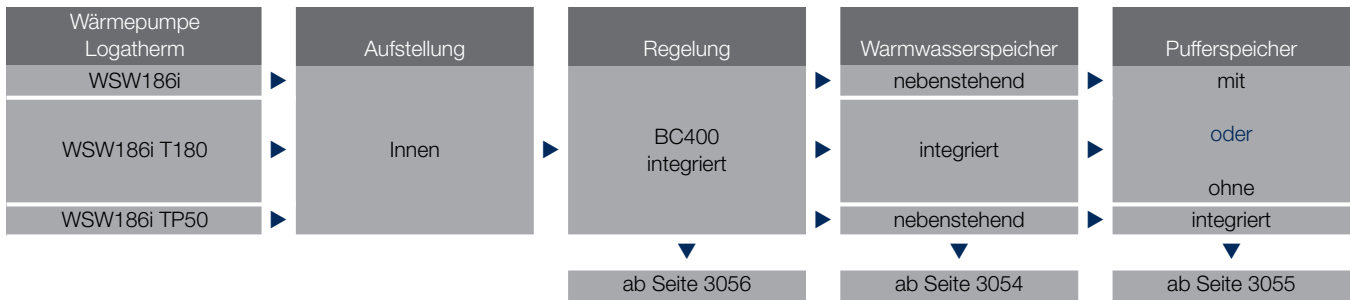 Wärmepumpe
Logatherm
Aufstellung
Regelung
Warmwasserspeicher
Pufferspeicher
WSW186i
nebenstehend
mit
WSW186i T180
Innen
BC400
integriert
integriert
oder
ohne
WSW186i TP50
nebenstehend
integriert
ab Seite 3056
ab Seite 3054
ab Seite 3055